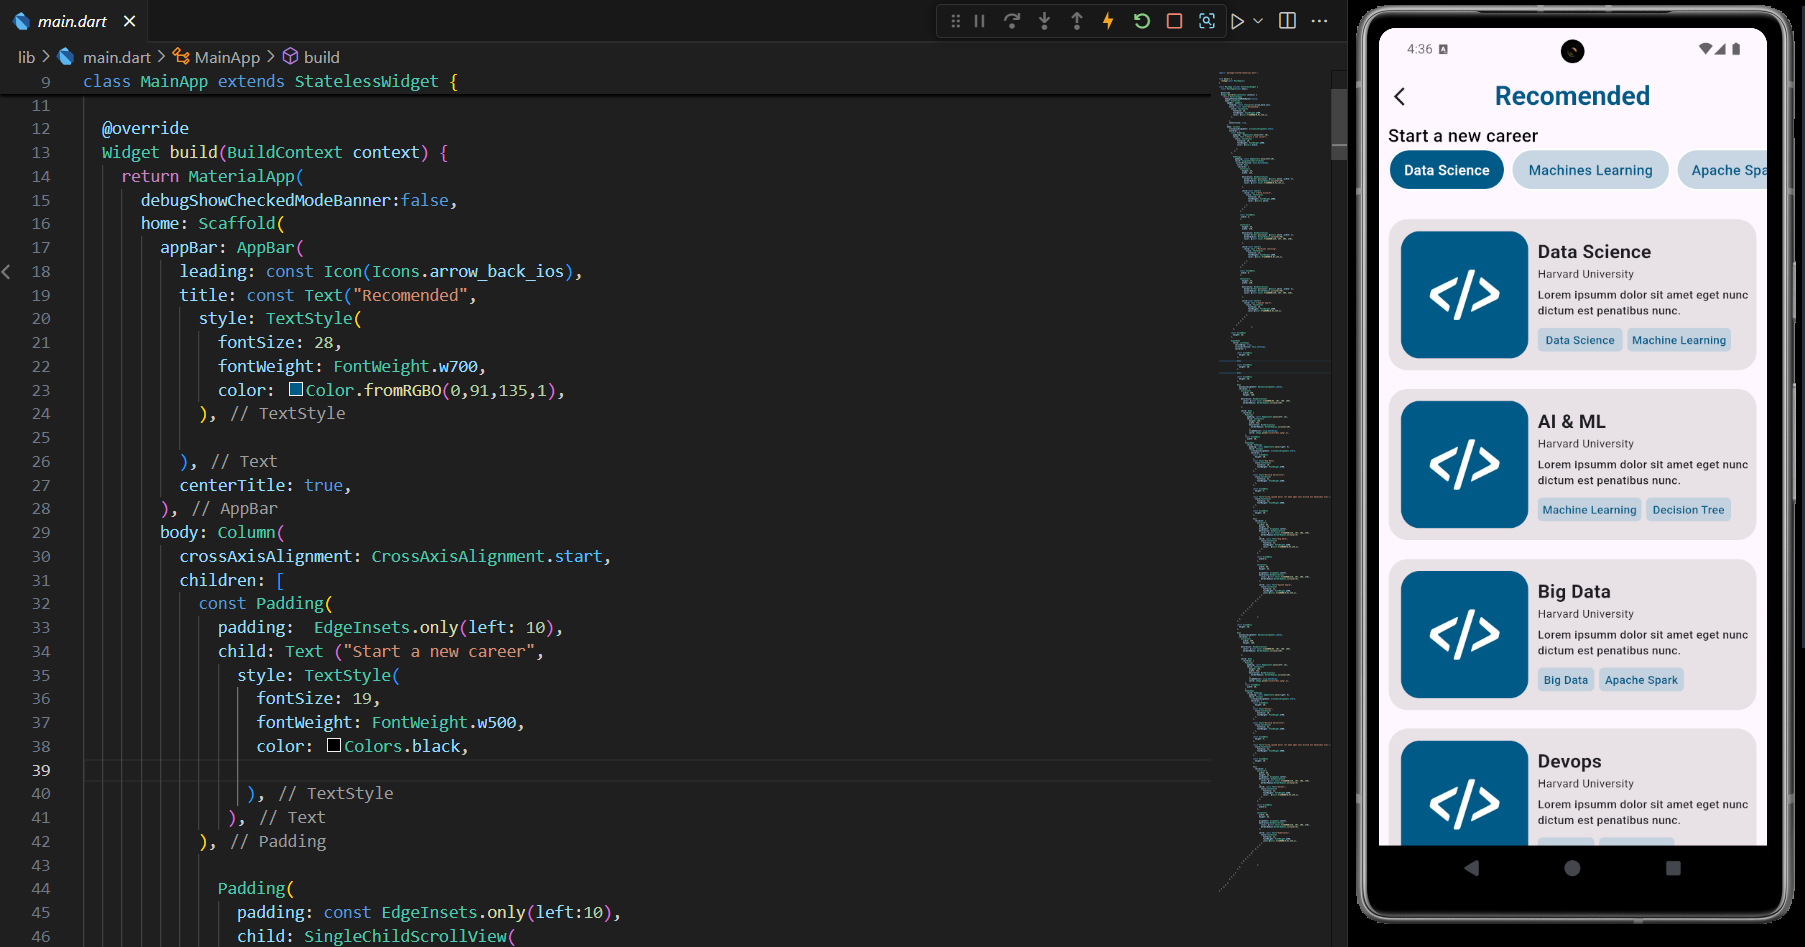 main.dart
lib > main.dart > MainApp > build
9 class MainApp extends StatelessWidget {
11
12 @override
13 Widget build(BuildContext context) {
14 return MaterialApp(
15 debugShowCheckedModeBanner:false,
16 home: Scaffold(
17 appBar: AppBar(
18 leading: const Icon(Icons.arrow_back_ios),
19 title: const Text("Recomended",
20 style: TextStyle(
21 fontSize: 28,
22 fontWeight: FontWeight.w700,
23 color: Color.fromRGBO(0,91,135,1),
24 ), // TextStyle
25
26 ), // Text
27 centerTitle: true,
28 ), // AppBar
29 body: Column(
30 crossAxisAlignment: CrossAxisAlignment.start,
31 children: [
32 const Padding(
33 padding:  EdgeInsets.only(left: 10),
34 child: Text ("Start a new career",
35 style: TextStyle(
36 fontSize: 19,
37 fontWeight: FontWeight.w500,
38 color: Colors.black,
39
40 ), // TextStyle
41 ), // Text
42 ), // Padding
43
44 Padding(
45 padding: const EdgeInsets.only(left:10),
46 child: SingleChildScrollView(
4:36
Recomended
Start a new career
Data Science Machines Learning Apache Spa
Data Science
Harvard University
Lorem ipsumm dolor sit amet eget nunc
dictum est penatibus nunc.
Data Science Machine Learning
AI & ML
Harvard University
Lorem ipsumm dolor sit amet eget nunc
dictum est penatibus nunc.
Machine Learning Decision Tree
Big Data
Harvard University
Lorem ipsumm dolor sit amet eget nunc
dictum est penatibus nunc.
Big Data Apache Spark
Devops
Harvard University
Lorem ipsumm dolor sit amet eget nunc
dictum est penatibus nunc.